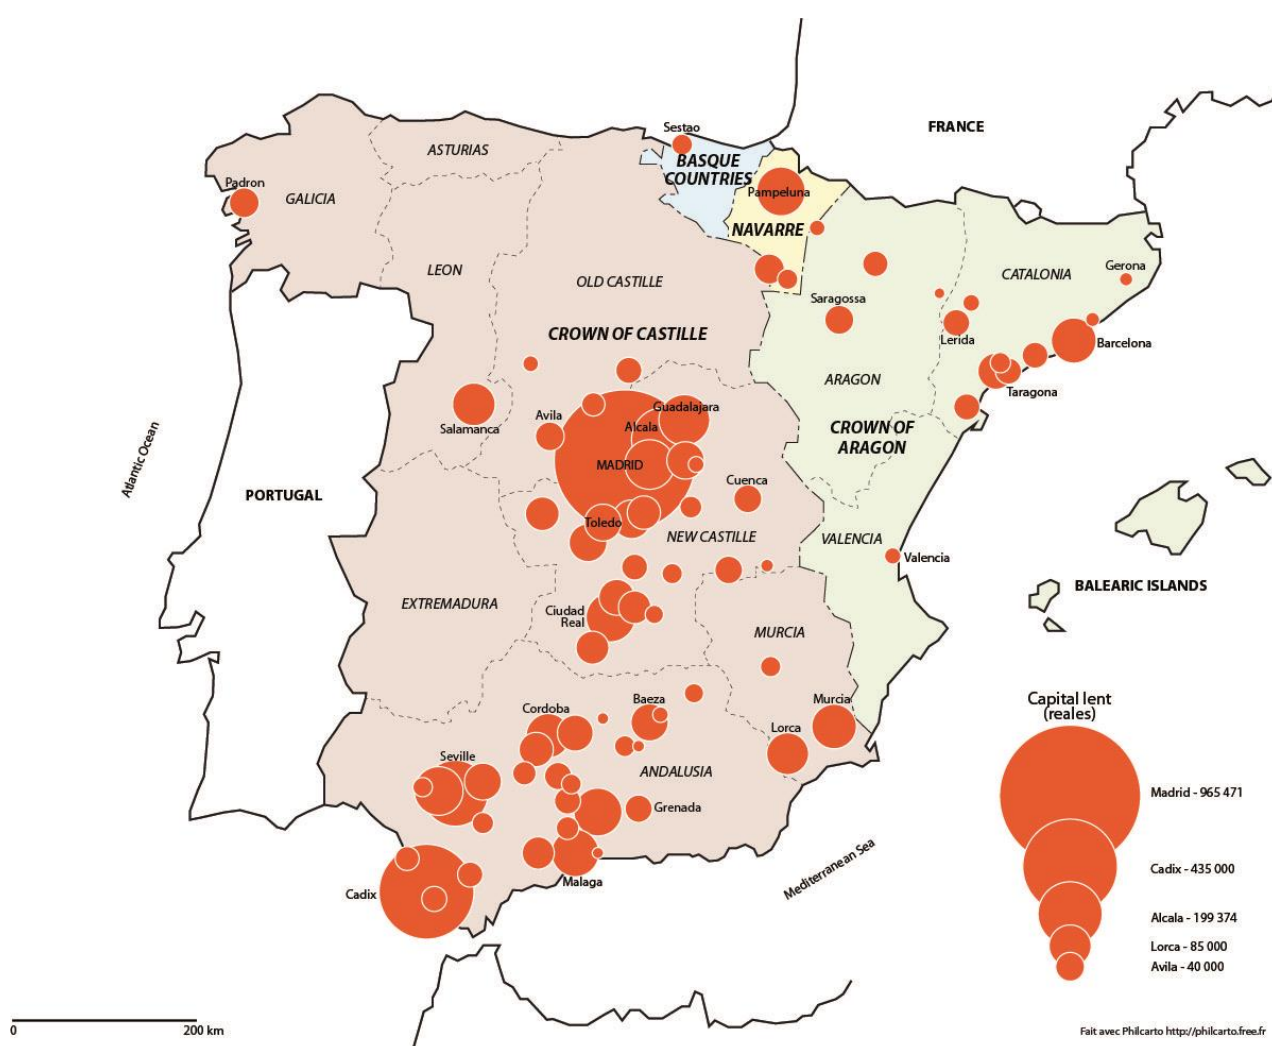 Sestao
FRANCE
BASQUE
COUNTRIES
ASTURIAS
Padron
GALICIA
Pampeluna
NAVARRE
LEON
OLD CASTILLE
CATALONIA
Gerona
Saragossa
CROWN OF CASTILLE
Lerida
Barcelona
ARAGON
Taragona
Guadalajara
Avila
Alcala
Salamanca
CROWN OF
ARAGON
Atlantic Ocean
MADRID
PORTUGAL
Cuenca
Toledo
NEW CASTILLE
VALENCIA
Valencia
BALEARIC ISLANDS
EXTREMADURA
Ciudad
Real
MURCIA
Baeza
Murcia
Cordoba
Lorca
Seville
ANDALUSIA
Grenada
Malaga
Cadix
Mediterranean Sea
Capital lent
(reales)
Madrid - 965 471
Cadix - 435 000
Alcala - 199 374
Lorca - 85 000
Avila - 40 000
0 200 km
Fait avec Philcarto http://philcarto.free.fr